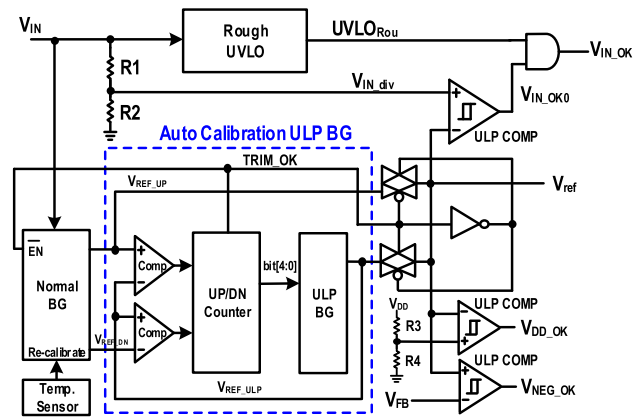 V_IN
Rough
UVLO
UVLO_Rou
V_IN_OK
R1
R2
V_IN_div
+
−
V_IN_OK0
ULP COMP
Auto Calibration ULP BG
TRIM_OK
V_REF_UP
V_ref
EN
Normal
BG
Re-calibrate
+
−
Comp
+
−
Comp
UP/DN
Counter
bit[4:0]
ULP
BG
V_REF_DN
V_REF_ULP
Temp.
Sensor
V_DD
R3
R4
ULP COMP
−
+
V_DD_OK
ULP COMP
+
−
V_FB
V_NEG_OK